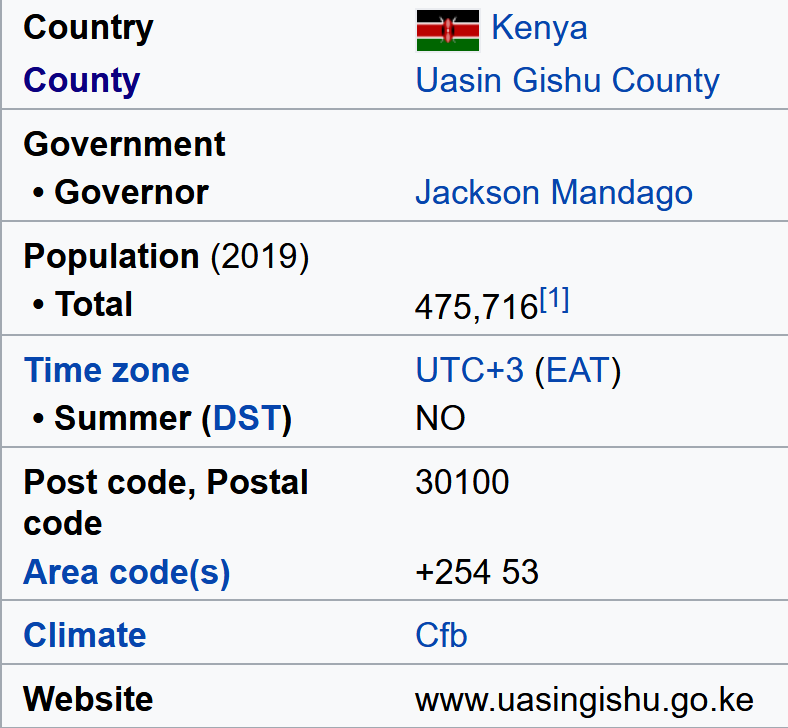 Country Kenya
County Uasin Gishu County
Government
• Governor Jackson Mandago
Population (2019)
• Total 475,716[1]
Time zone UTC+3 (EAT)
• Summer (DST) NO
Post code, Postal 30100
code
Area code(s) +254 53
Climate Cfb
Website www.uasingishu.go.ke